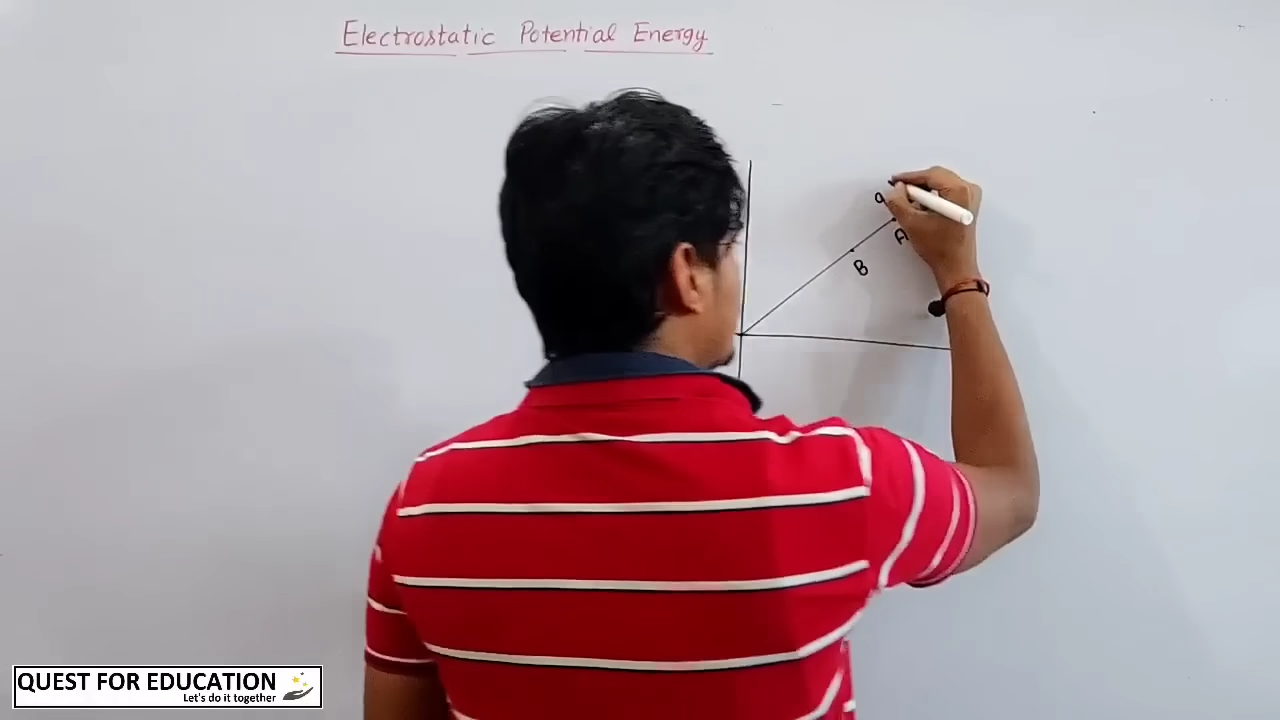 Electrostatic Potential Energy
q
A
B
QUEST FOR EDUCATION
Let's do it together